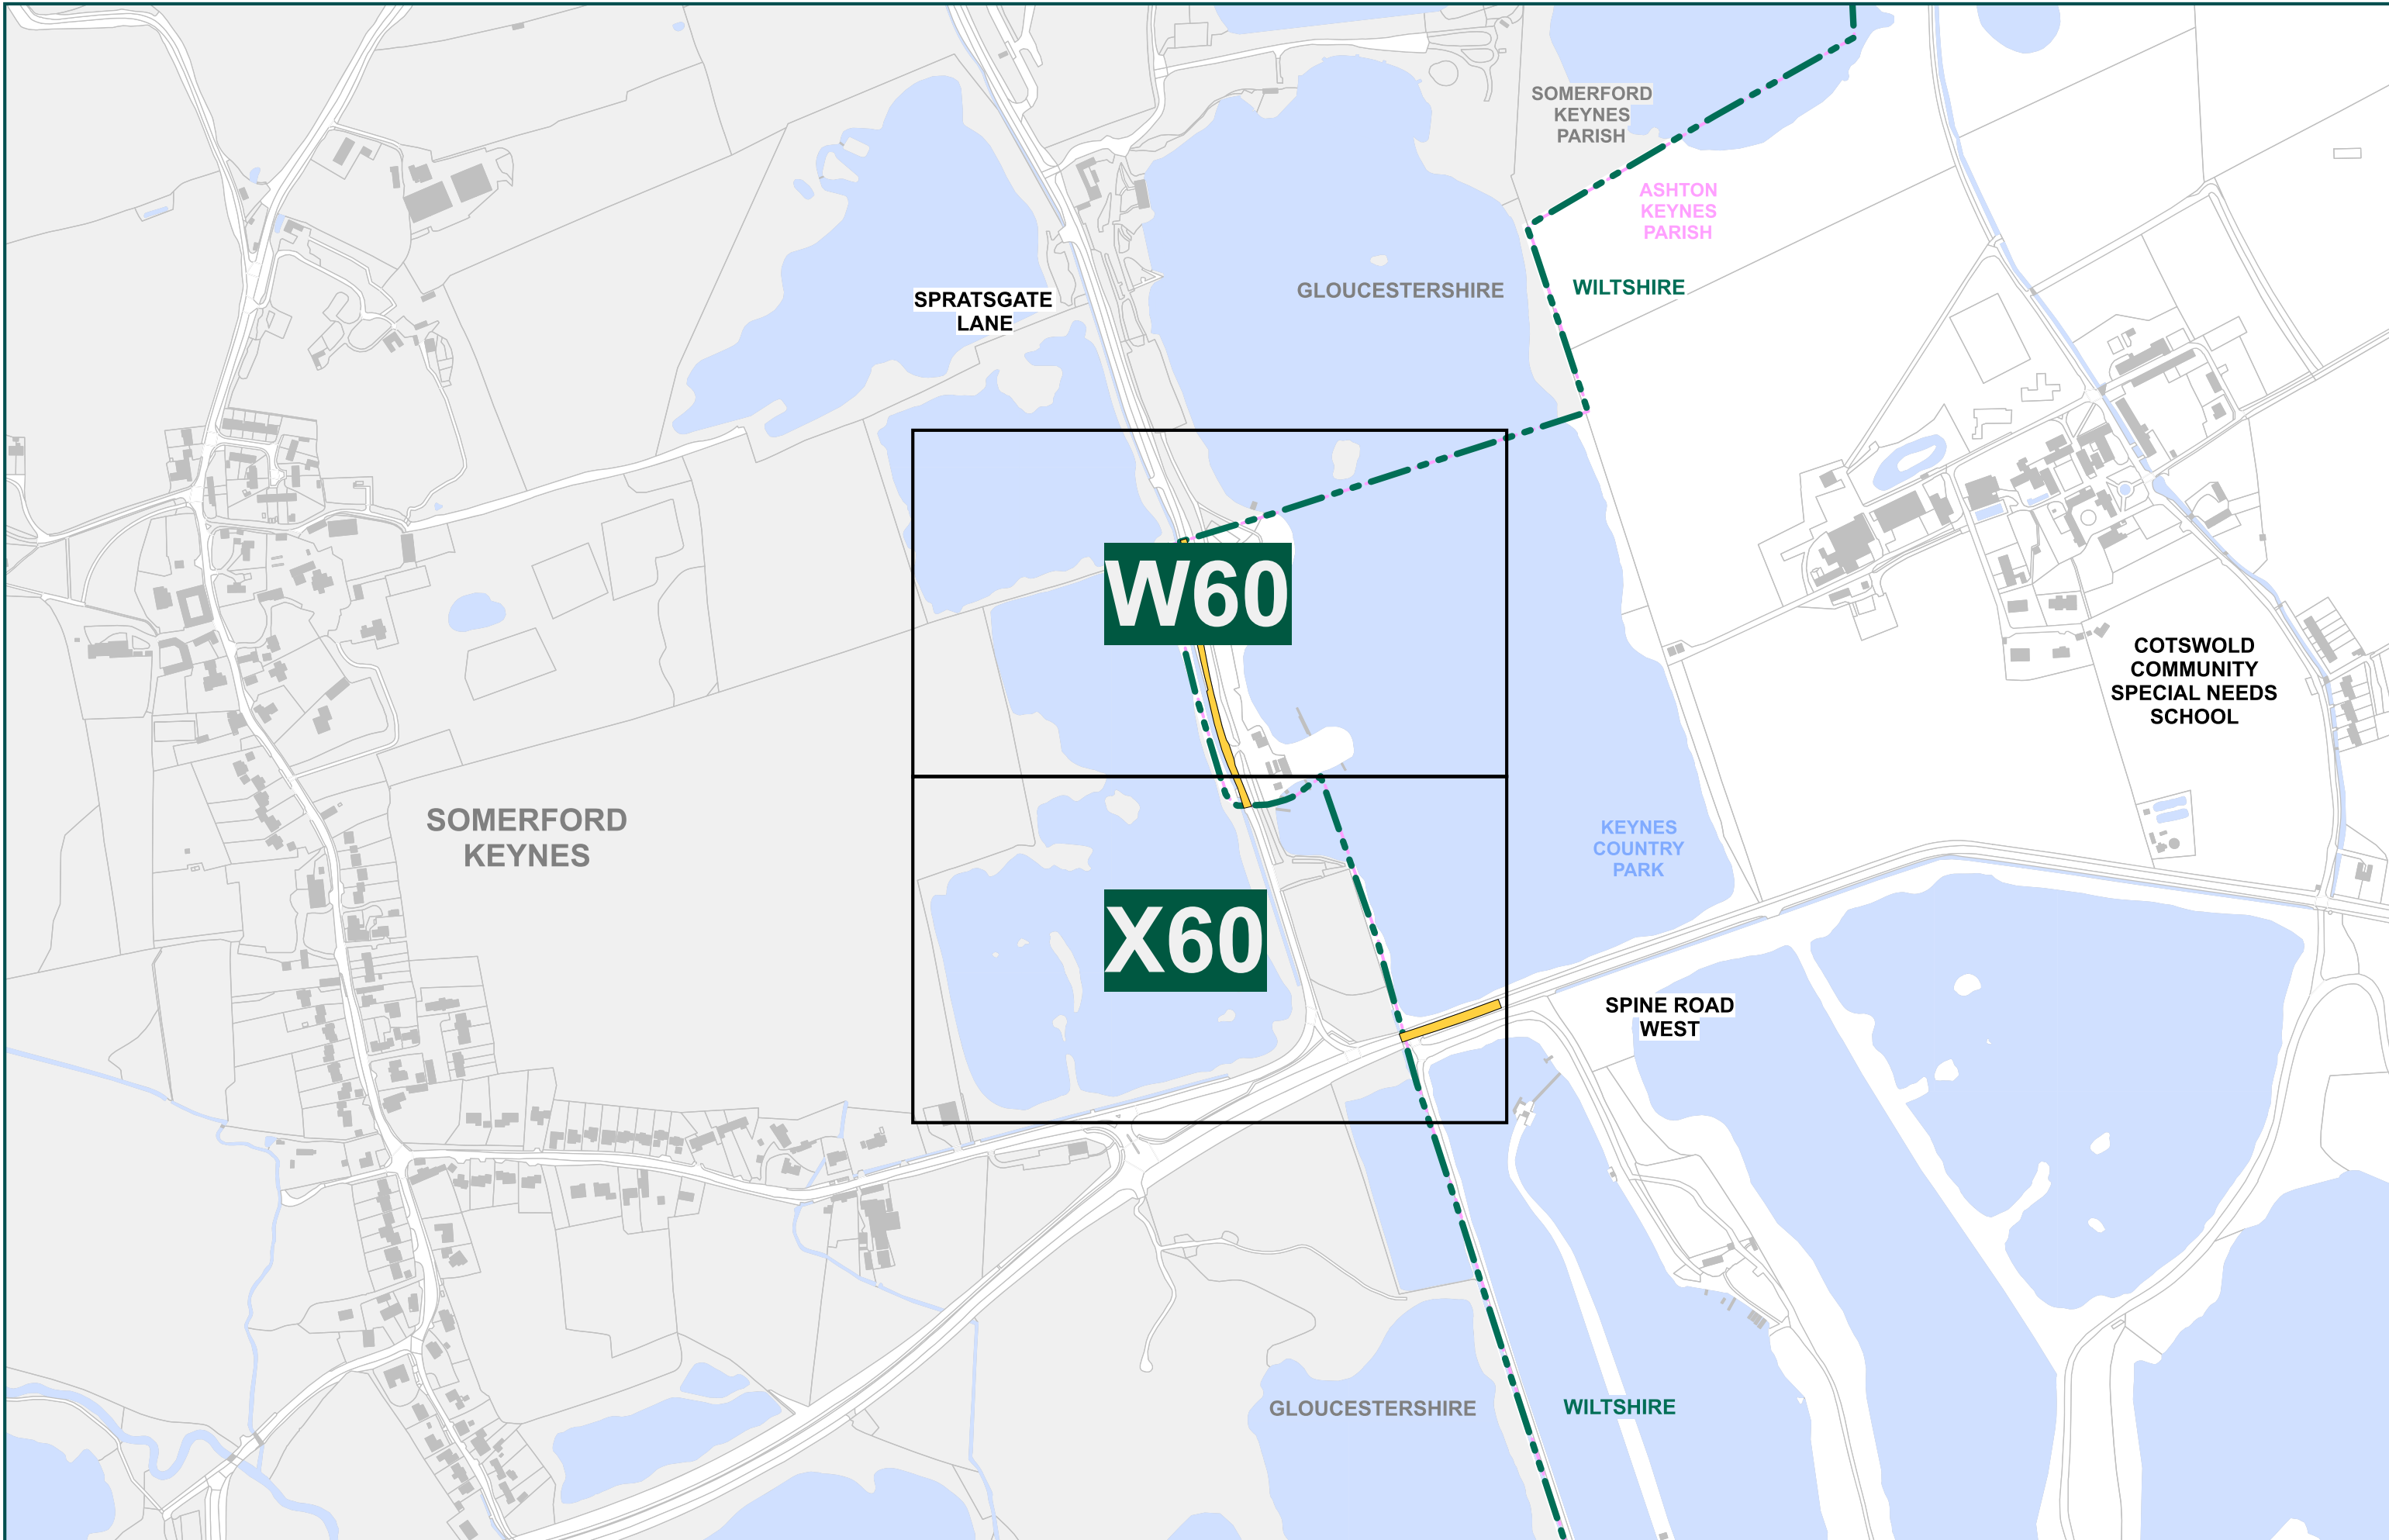 SOMERFORD
KEYNES
PARISH
ASHTON
KEYNES
PARISH
GLOUCESTERSHIRE
WILTSHIRE
SPRATSGATE
LANE
W60
COTSWOLD
COMMUNITY
SPECIAL NEEDS
SCHOOL
SOMERFORD
KEYNES
KEYNES
COUNTRY
PARK
X60
SPINE ROAD
WEST
GLOUCESTERSHIRE
WILTSHIRE